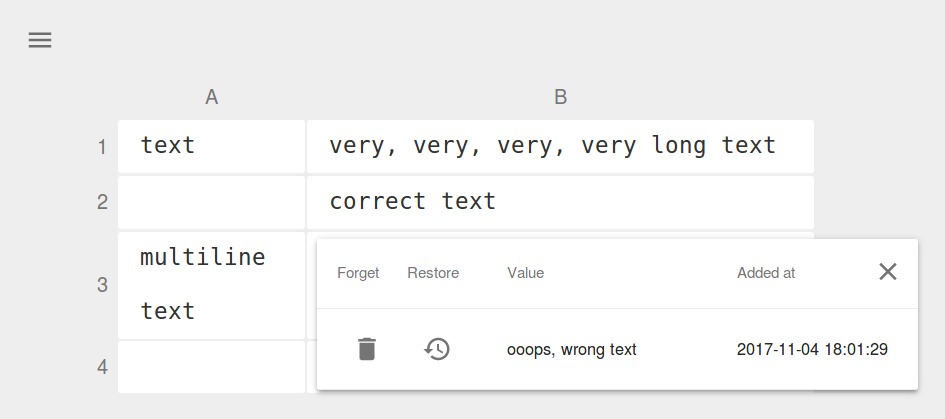 A B
1 text very, very, very, very long text
2 correct text
multiline
3
text
4
Forget Restore Value Added at
ooops, wrong text 2017-11-04 18:01:29